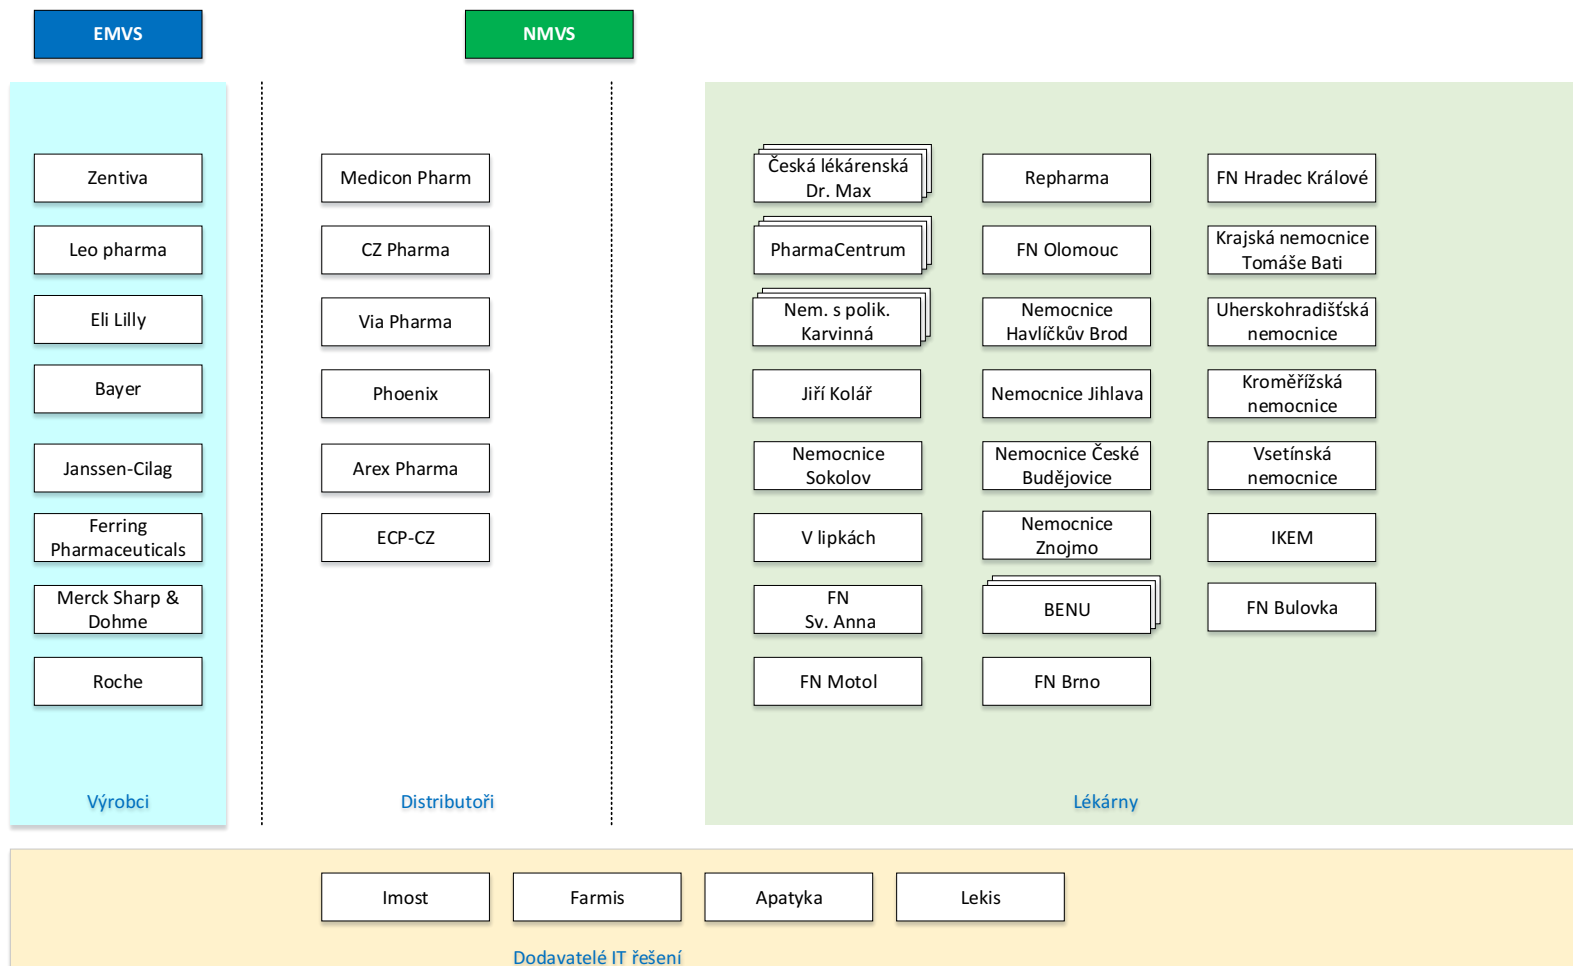 EMVS
NMVS
Zentiva
Leo pharma
Eli Lilly
Bayer
Janssen-Cilag
Ferring
Pharmaceuticals
Merck Sharp &
Dohme
Roche
Výrobci
Medicon Pharm
CZ Pharma
Via Pharma
Phoenix
Arex Pharma
ECP-CZ
Distributoři
Česká lékárenská
Dr. Max
PharmaCentrum
Nem. s polik.
Karvinná
Jiří Kolář
Nemocnice
Sokolov
V lipkách
FN
Sv. Anna
FN Motol
Repharma
FN Olomouc
Nemocnice
Havlíčkův Brod
Nemocnice Jihlava
Nemocnice České
Budějovice
Nemocnice
Znojmo
BENU
FN Brno
FN Hradec Králové
Krajská nemocnice
Tomáše Bati
Uherskohradišťská
nemocnice
Kroměřížská
nemocnice
Vsetínská
nemocnice
IKEM
FN Bulovka
Lékárny
Imost
Farmis
Apatyka
Lekis
Dodavatelé IT řešení